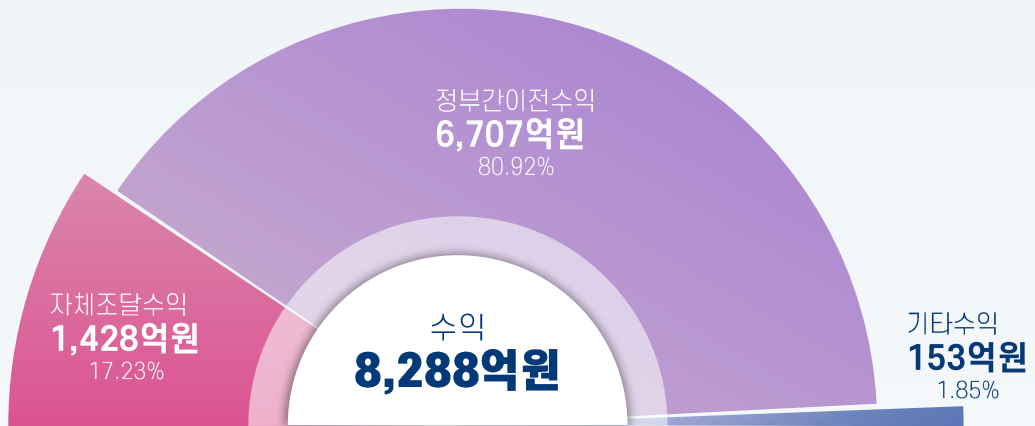 정부간이전수익
6,707억원
80.92%
자체조달수익
1,428억원
17.23%
수익
8,288억원
기타수익
153억원
1.85%